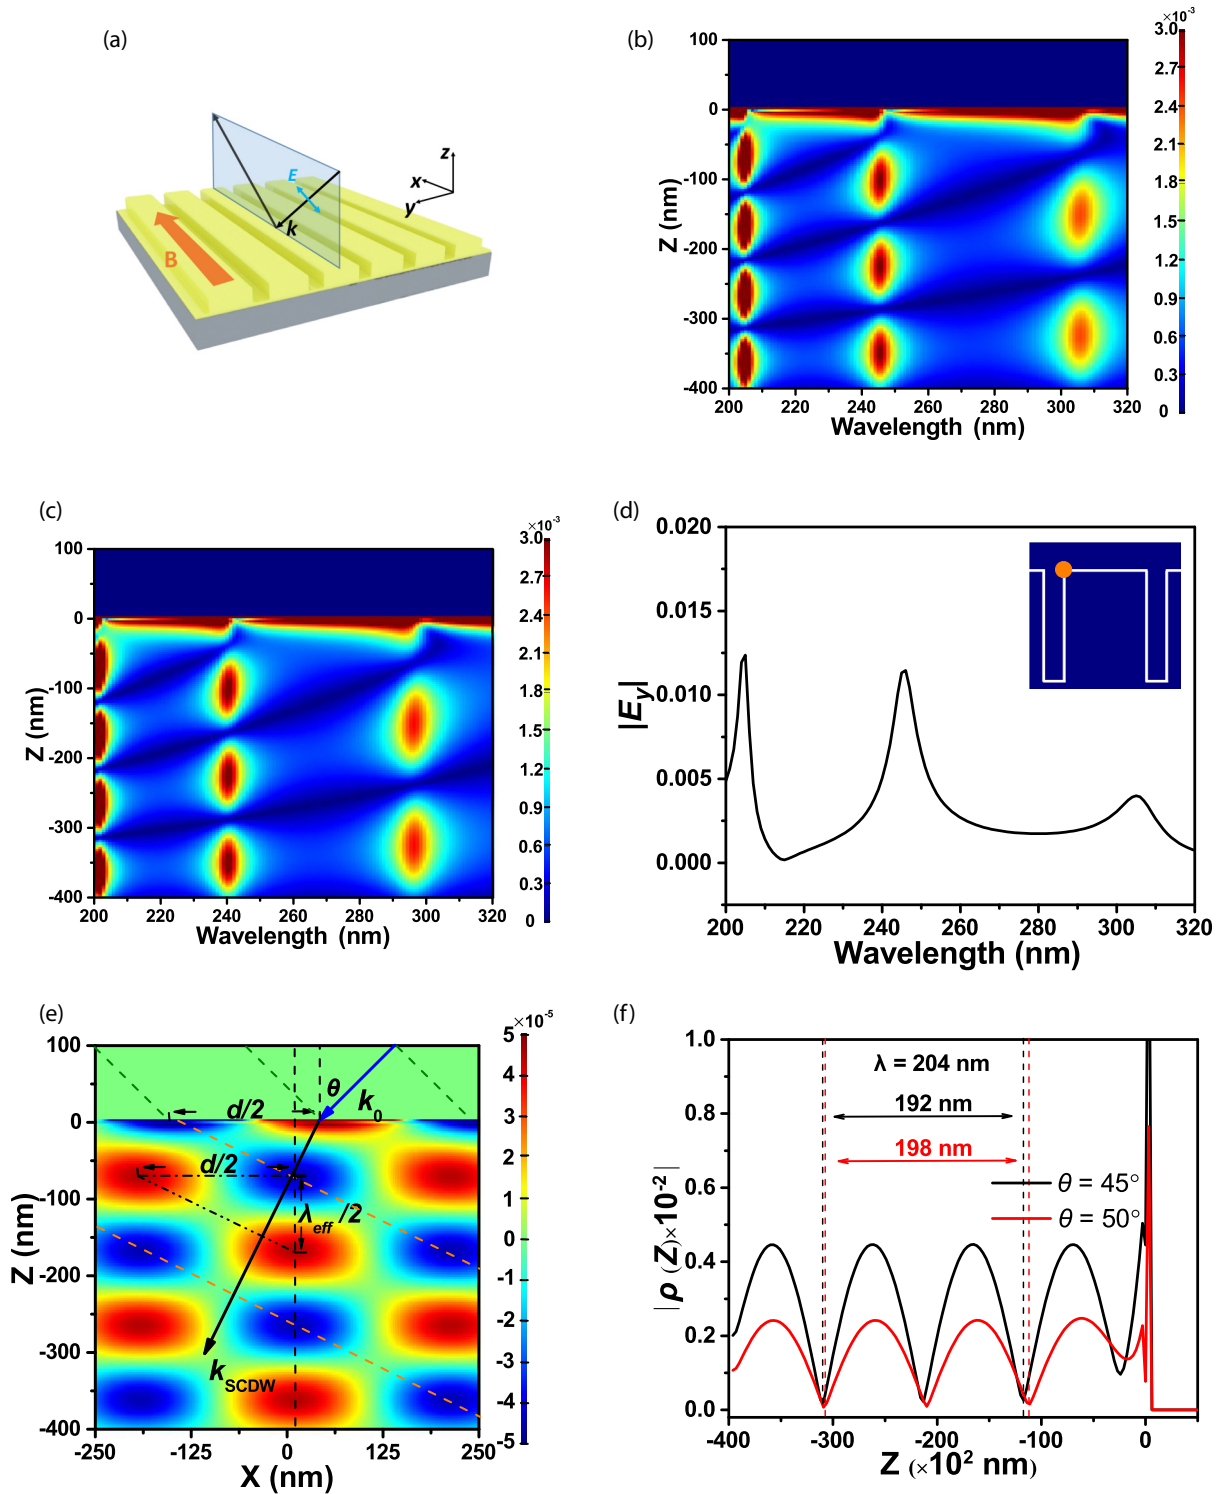 (a)
z
x
y
E
k
B
(b)
×10⁻³
3.0
2.7
2.4
2.1
1.8
1.5
1.2
0.9
0.6
0.3
0
100
0
-100
-200
-300
-400
Z (nm)
200 220 240 260 280 300 320
Wavelength (nm)
(c)
×10⁻³
3.0
2.7
2.4
2.1
1.8
1.5
1.2
0.9
0.6
0.3
0
100
0
-100
-200
-300
-400
Z (nm)
200 220 240 260 280 300 320
Wavelength (nm)
(d)
0.020
0.015
0.010
0.005
0.000
|E_y|
200 220 240 260 280 300 320
Wavelength (nm)
(e)
5×10⁻⁵
4
3
2
1
0
-1
-2
-3
-4
-5
100
0
-100
-200
-300
-400
Z (nm)
θ
k₀
d/2
d/2
λ_eff/2
k_SCDW
-250 -125 0 125 250
X (nm)
(f)
1.0
0.8
0.6
0.4
0.2
0.0
|ρ(Z)×10⁻²|
λ = 204 nm
192 nm
198 nm
θ = 45°
θ = 50°
-400 -300 -200 -100 0
Z (×10² nm)